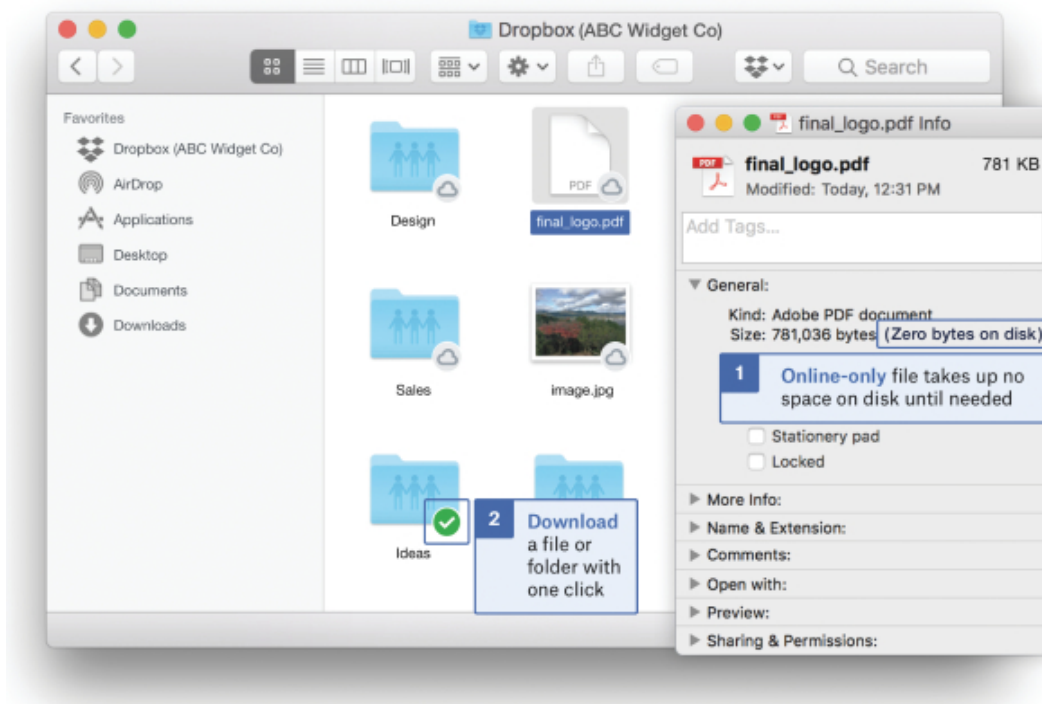 Dropbox (ABC Widget Co)
Search
Favorites
Dropbox (ABC Widget Co)
AirDrop
Applications
Desktop
Documents
Downloads
Design
PDF
final_logo.pdf
Sales
image.jpg
Ideas
2 Download
a file or
folder with
one click
final_logo.pdf Info
PDF
final_logo.pdf 781 KB
Modified: Today, 12:31 PM
Add Tags...
General:
Kind: Adobe PDF document
Size: 781,036 bytes (Zero bytes on disk)
1 Online-only file takes up no
space on disk until needed
Stationery pad
Locked
More Info:
Name & Extension:
Comments:
Open with:
Preview:
Sharing & Permissions: